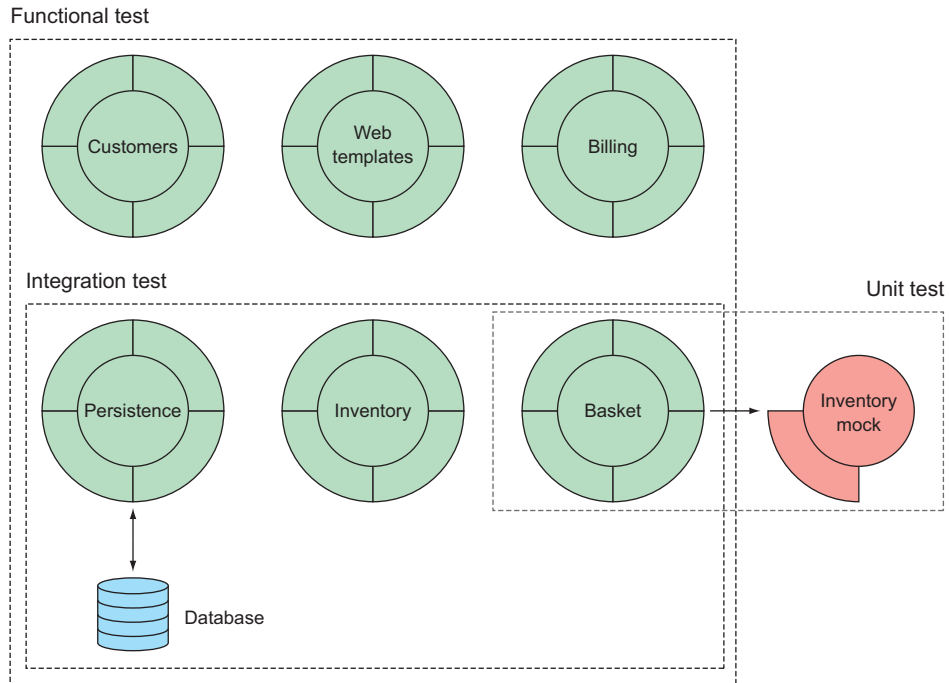 Functional test
Customers
Web
templates
Billing
Integration test
Unit test
Persistence
Inventory
Basket
Inventory
mock
Database